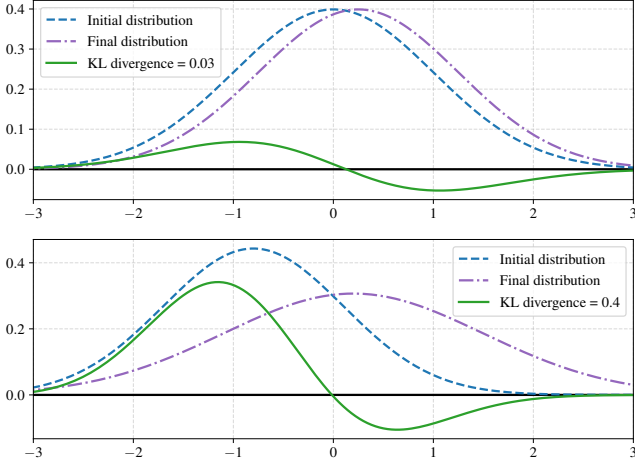 0.4
0.3
0.2
0.1
0.0
Initial distribution
Final distribution
KL divergence = 0.03
−3 −2 −1 0 1 2 3
0.4
0.2
0.0
Initial distribution
Final distribution
KL divergence = 0.4
−3 −2 −1 0 1 2 3